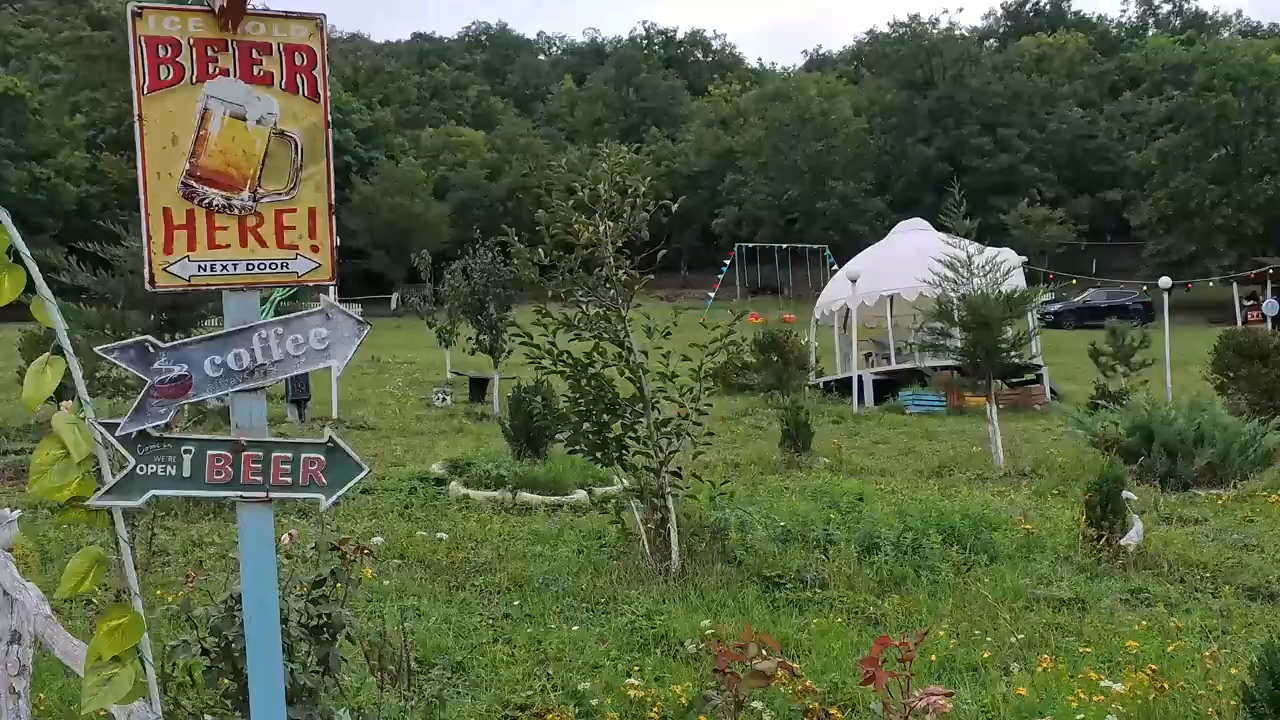 ICE COLD
BEER
HERE!
NEXT DOOR
coffee
Come in
WE'RE
OPEN
BEER